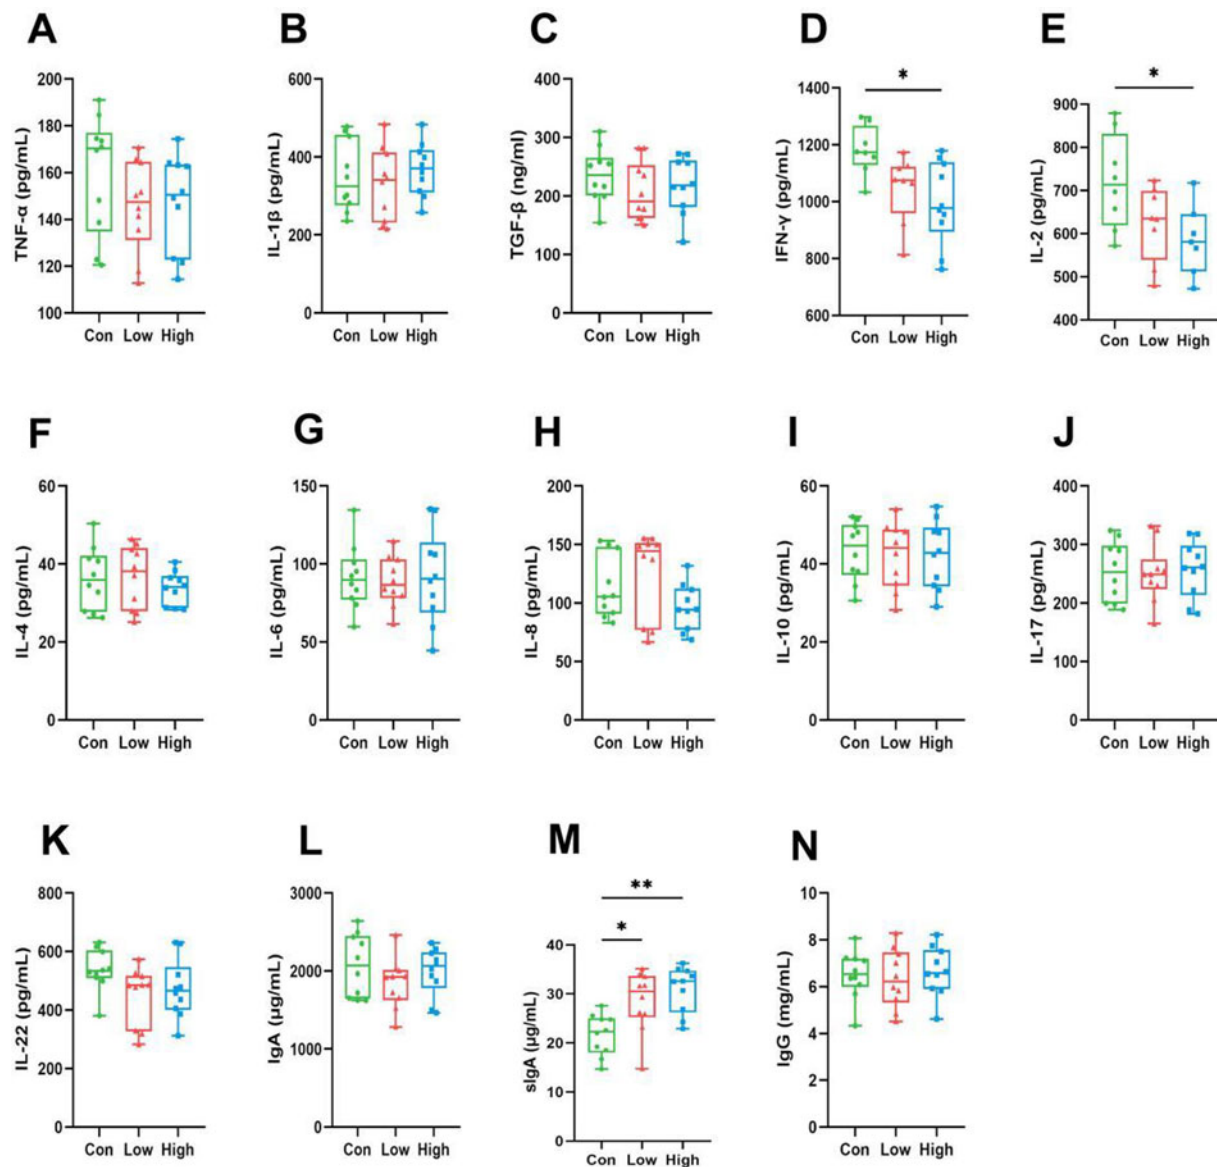 A
B
C
D
E
TNF-α (pg/mL)
200
180
160
140
120
100
Con Low High
IL-1β (pg/mL)
600
400
200
0
Con Low High
TGF-β (ng/ml)
400
300
200
100
0
Con Low High
IFN-γ (pg/mL)
1400
1200
1000
800
600
*
Con Low High
IL-2 (pg/mL)
900
800
700
600
500
400
*
Con Low High
F
G
H
I
J
IL-4 (pg/mL)
60
40
20
0
Con Low High
IL-6 (pg/mL)
150
100
50
0
Con Low High
IL-8 (pg/mL)
200
150
100
50
0
Con Low High
IL-10 (pg/mL)
60
40
20
0
Con Low High
IL-17 (pg/mL)
400
300
200
100
0
Con Low High
K
L
M
N
IL-22 (pg/mL)
800
600
400
200
0
Con Low High
IgA (μg/mL)
3000
2000
1000
0
Con Low High
sIgA (μg/mL)
40
30
20
10
0
**
*
Con Low High
IgG (mg/mL)
10
8
6
4
2
0
Con Low High